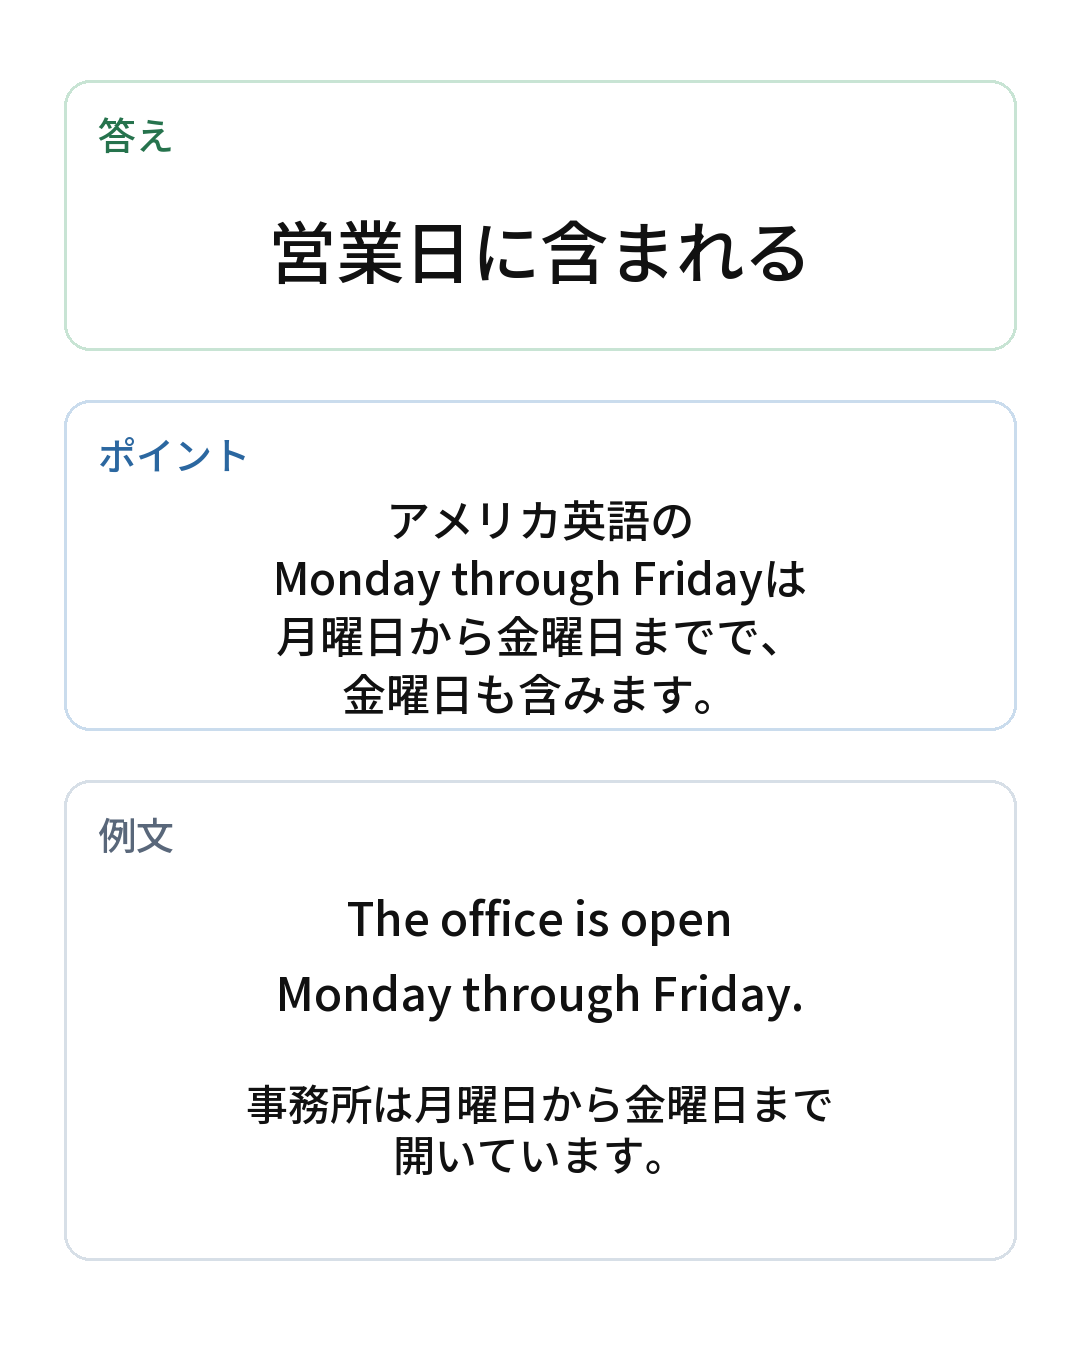 答え
営業日に含まれる
ポイント
アメリカ英語の
Monday through Fridayは
月曜日から金曜日までで、
金曜日も含みます。
例文
The office is open
Monday through Friday.
事務所は月曜日から金曜日まで
開いています。